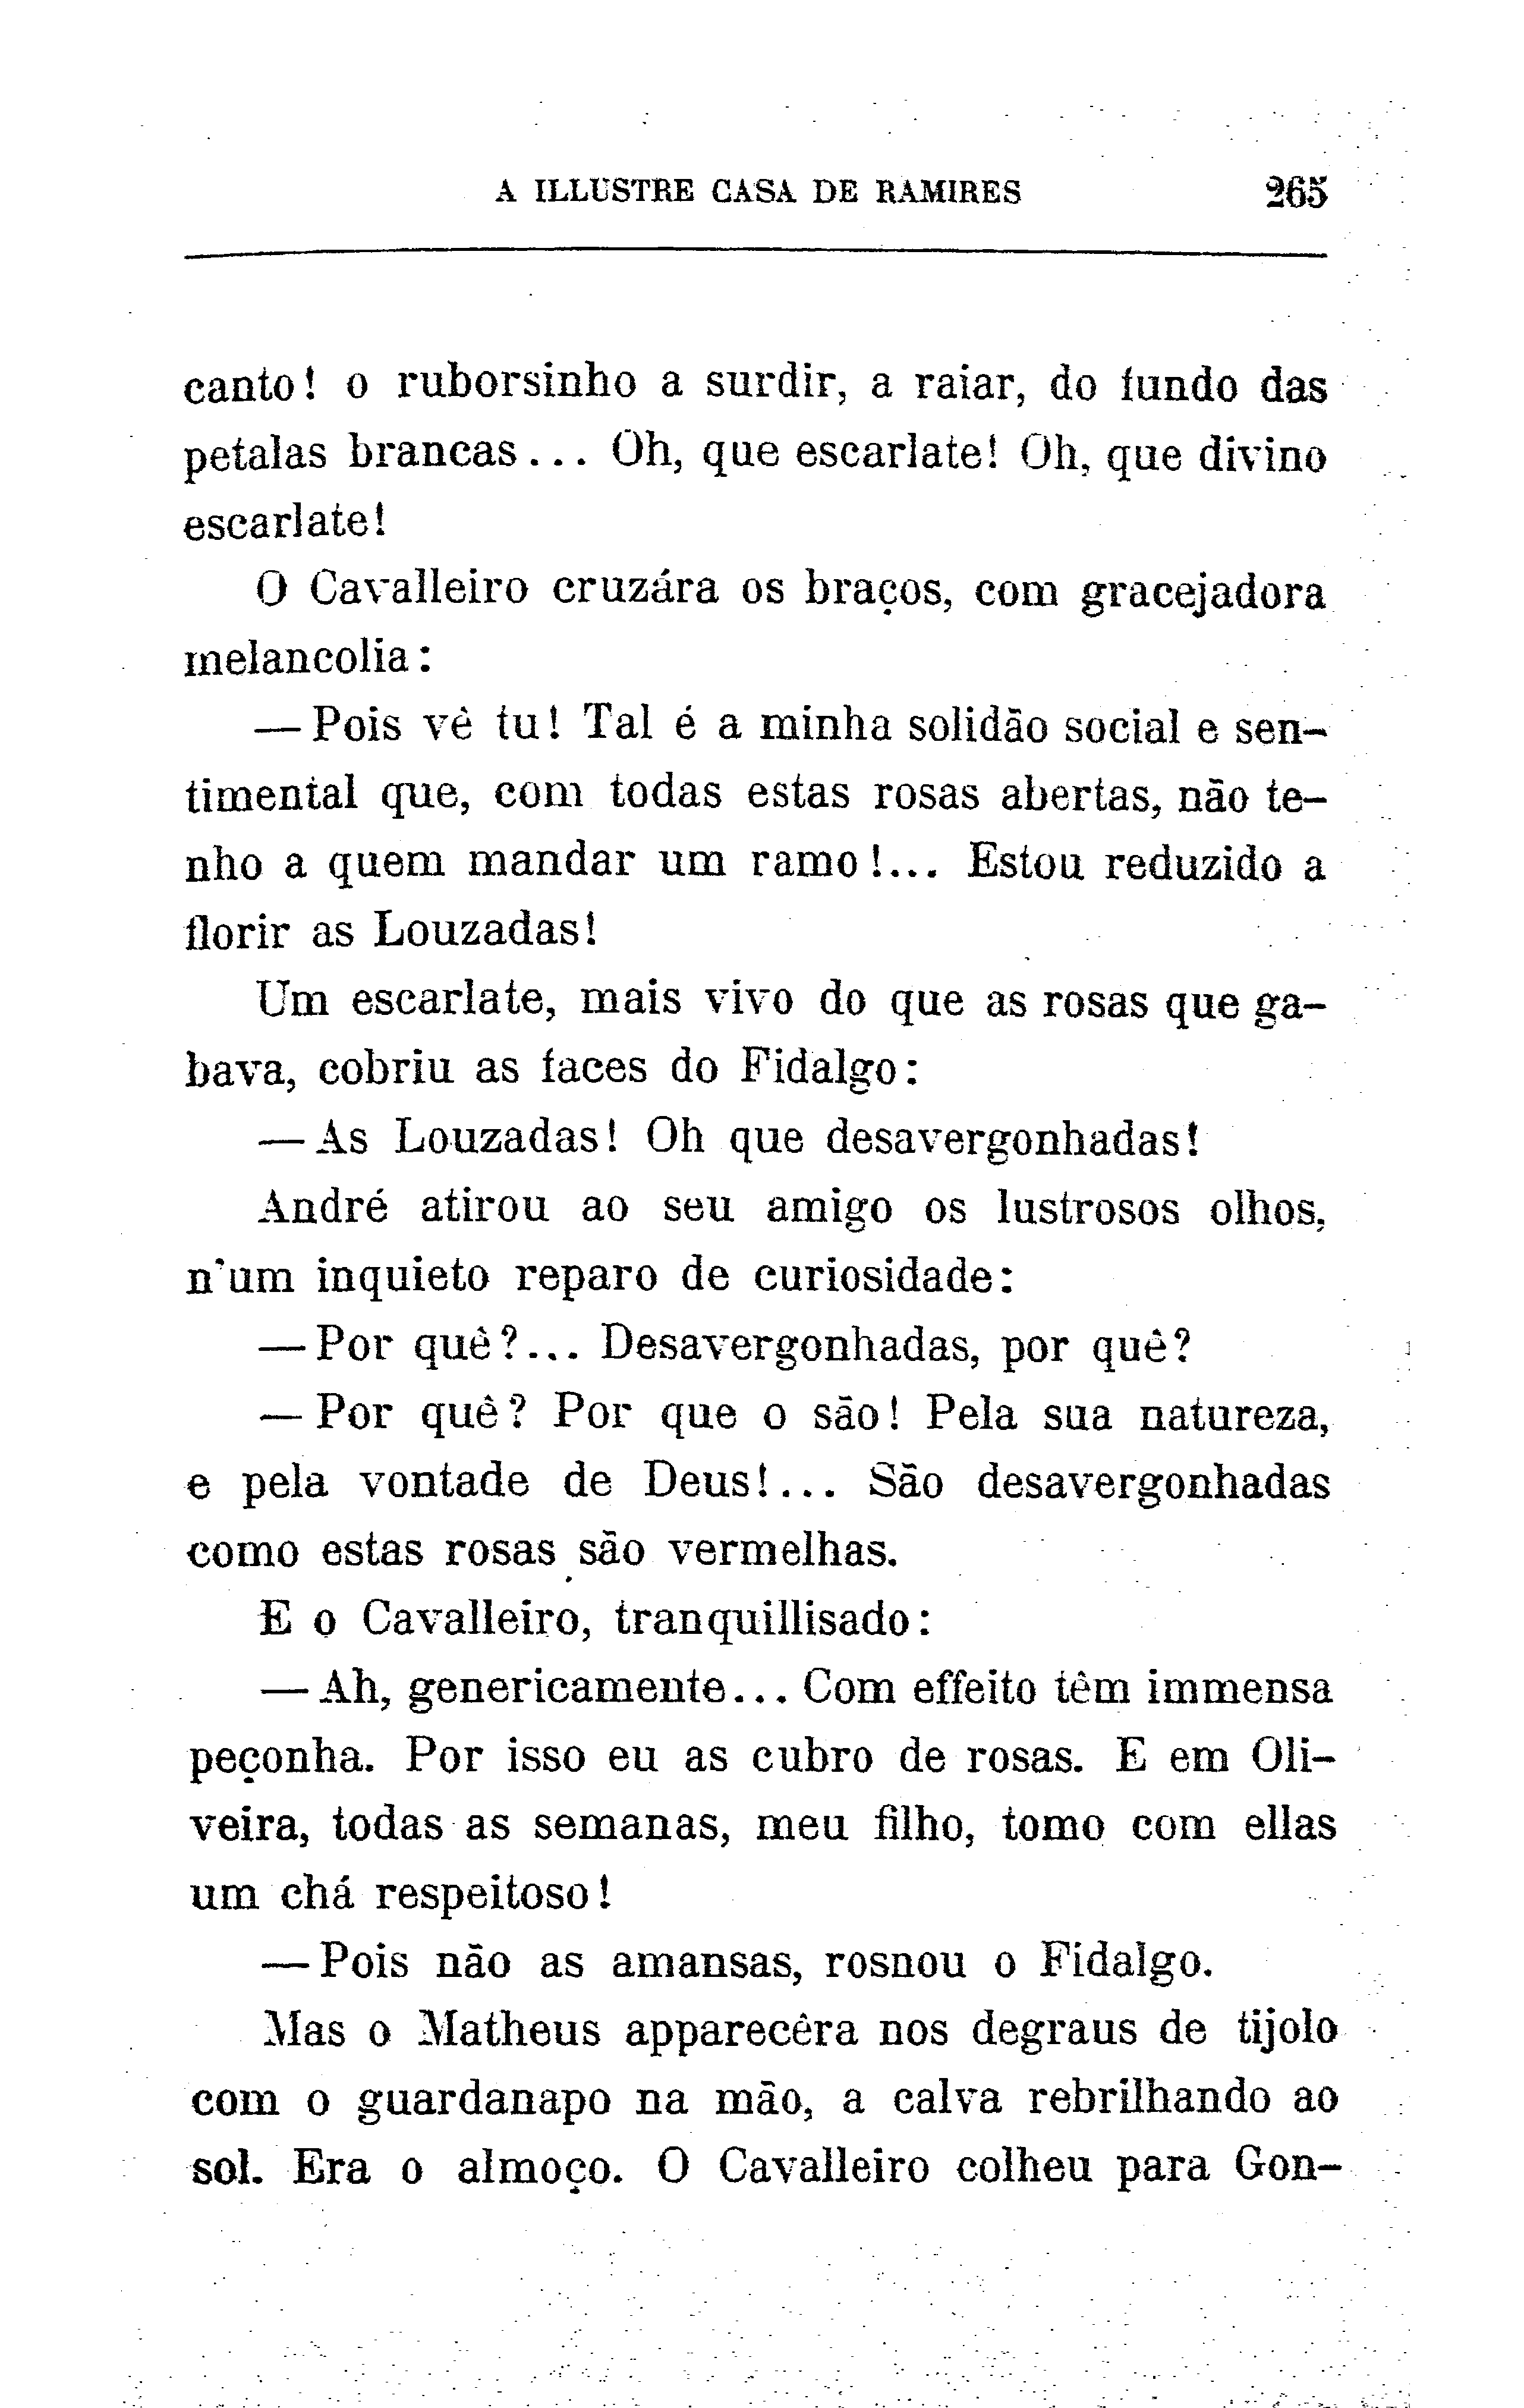 A ILLUSTRE CASA DE RAMIRES 265
canto! o ruborsinho a surdir, a raiar, do fundo das
petalas brancas... Oh, que escarlate! Oh, que divino
escarlate!
O Cavalleiro cruzára os braços, com gracejadora
melancolia:
—Pois vê tu! Tal é a minha solidão social e sen-
timental que, com todas estas rosas abertas, não te-
nho a quem mandar um ramo!... Estou reduzido a
florir as Louzadas!
Um escarlate, mais vivo do que as rosas que ga-
bava, cobriu as faces do Fidalgo:
—As Louzadas! Oh que desavergonhadas!
André atirou ao seu amigo os lustrosos olhos,
n'um inquieto reparo de curiosidade:
—Por quê?... Desavergonhadas, por quê?
—Por quê? Por que o são! Pela sua natureza,
e pela vontade de Deus!... São desavergonhadas
como estas rosas são vermelhas.
E o Cavalleiro, tranquillisado:
—Ah, genericamente... Com effeito têm immensa
peçonha. Por isso eu as cubro de rosas. E em Oli-
veira, todas as semanas, meu filho, tomo com ellas
um chá respeitoso!
—Pois não as amansas, rosnou o Fidalgo.
Mas o Matheus apparecêra nos degraus de tijolo
com o guardanapo na mão, a calva rebrilhando ao
sol. Era o almoço. O Cavalleiro colheu para Gon-